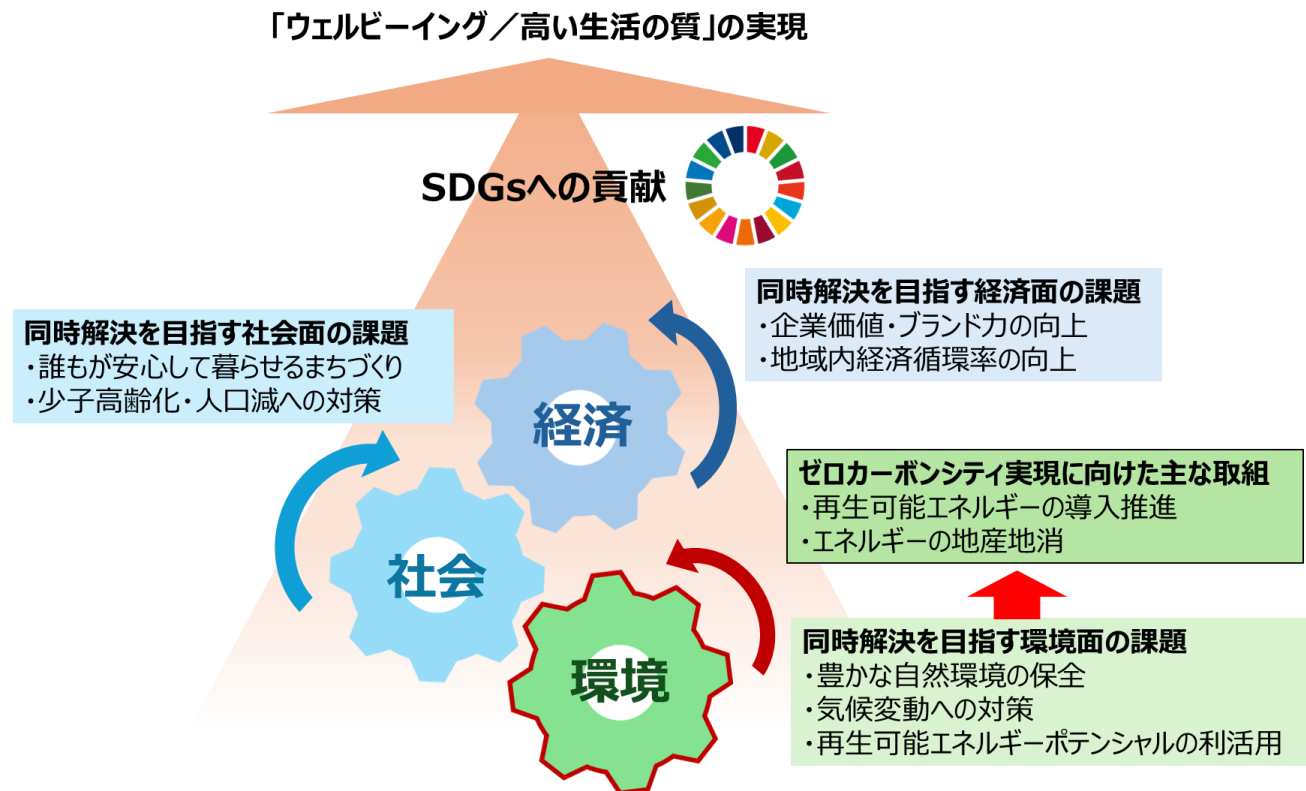 「ウェルビーイング／高い生活の質」の実現
SDGsへの貢献
同時解決を目指す経済面の課題
・企業価値・ブランド力の向上
・地域内経済循環率の向上
同時解決を目指す社会面の課題
・誰もが安心して暮らせるまちづくり
・少子高齢化・人口減への対策
経済
ゼロカーボンシティ実現に向けた主な取組
・再生可能エネルギーの導入推進
・エネルギーの地産地消
社会
環境
同時解決を目指す環境面の課題
・豊かな自然環境の保全
・気候変動への対策
・再生可能エネルギーポテンシャルの利活用